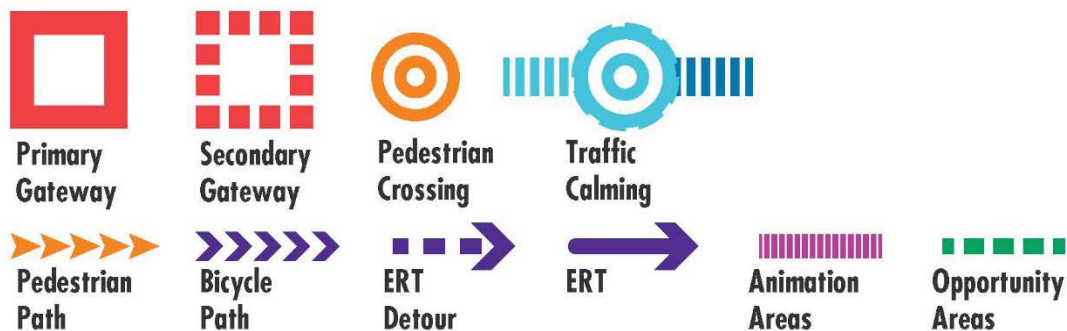 Primary
Gateway
Secondary
Gateway
Pedestrian
Crossing
Traffic
Calming
Pedestrian
Path
Bicycle
Path
ERT
Detour
ERT
Animation
Areas
Opportunity
Areas